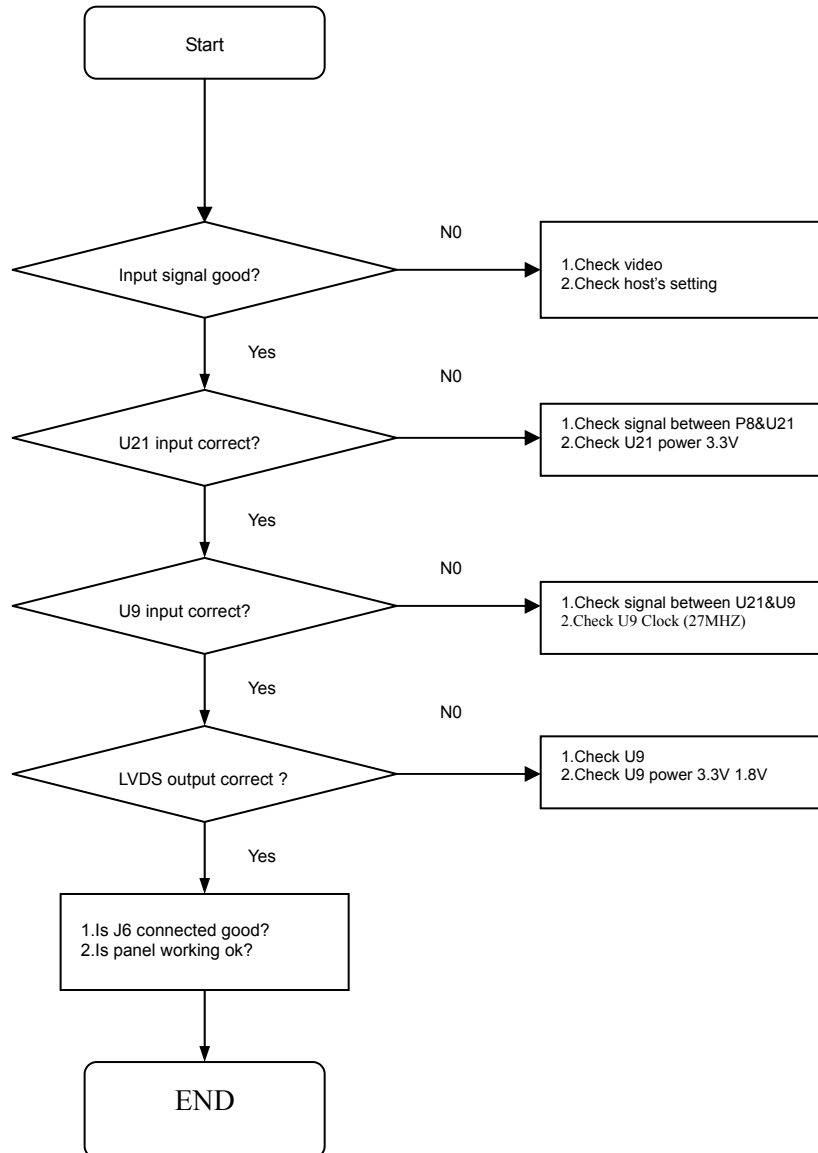 Start
Input signal good?
N0
1.Check video
2.Check host's setting
Yes
N0
U21 input correct?
1.Check signal between P8&U21
2.Check U21 power 3.3V
Yes
N0
U9 input correct?
1.Check signal between U21&U9
2.Check U9 Clock (27MHZ)
Yes
N0
LVDS output correct ?
1.Check U9
2.Check U9 power 3.3V 1.8V
Yes
1.Is J6 connected good?
2.Is panel working ok?
END